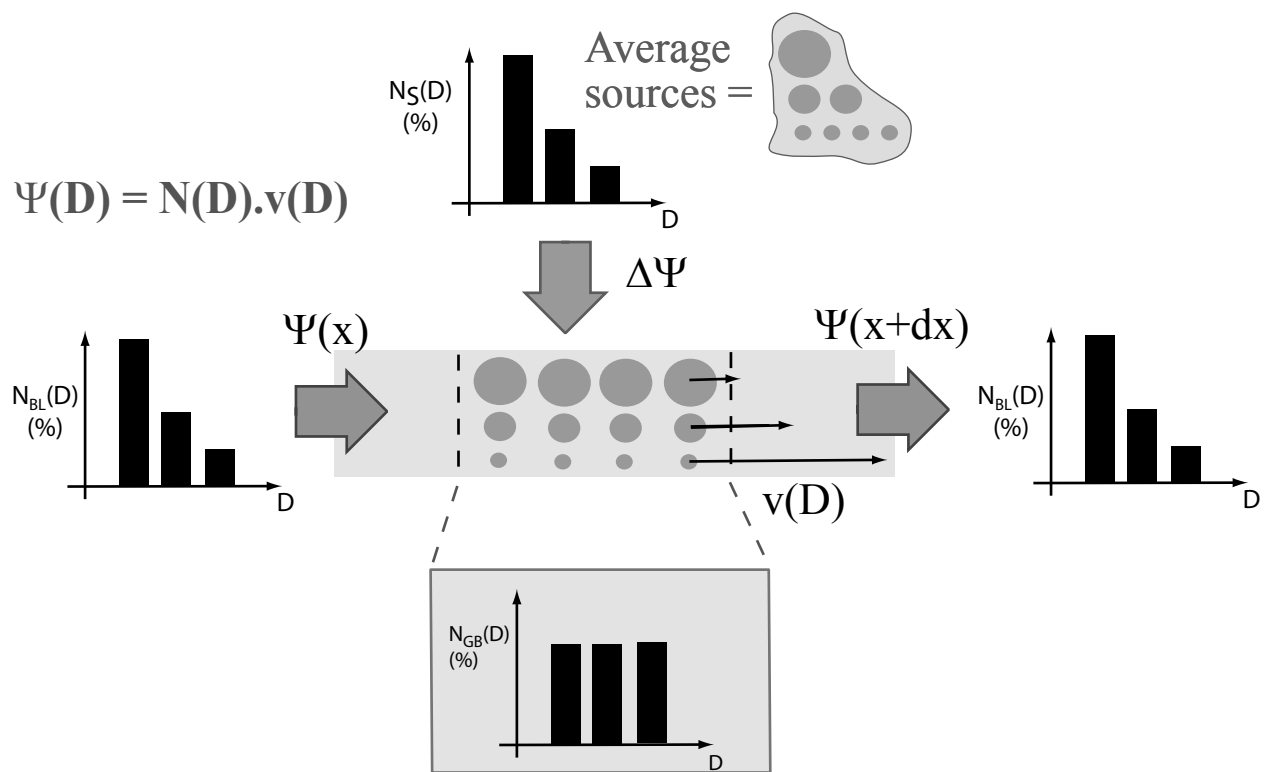 Average
sources =
N_S(D)
(%)
D
Ψ(D) = N(D).v(D)
ΔΨ
Ψ(x)
Ψ(x+dx)
N_BL(D)
(%)
D
N_BL(D)
(%)
D
v(D)
N_GB(D)
(%)
D